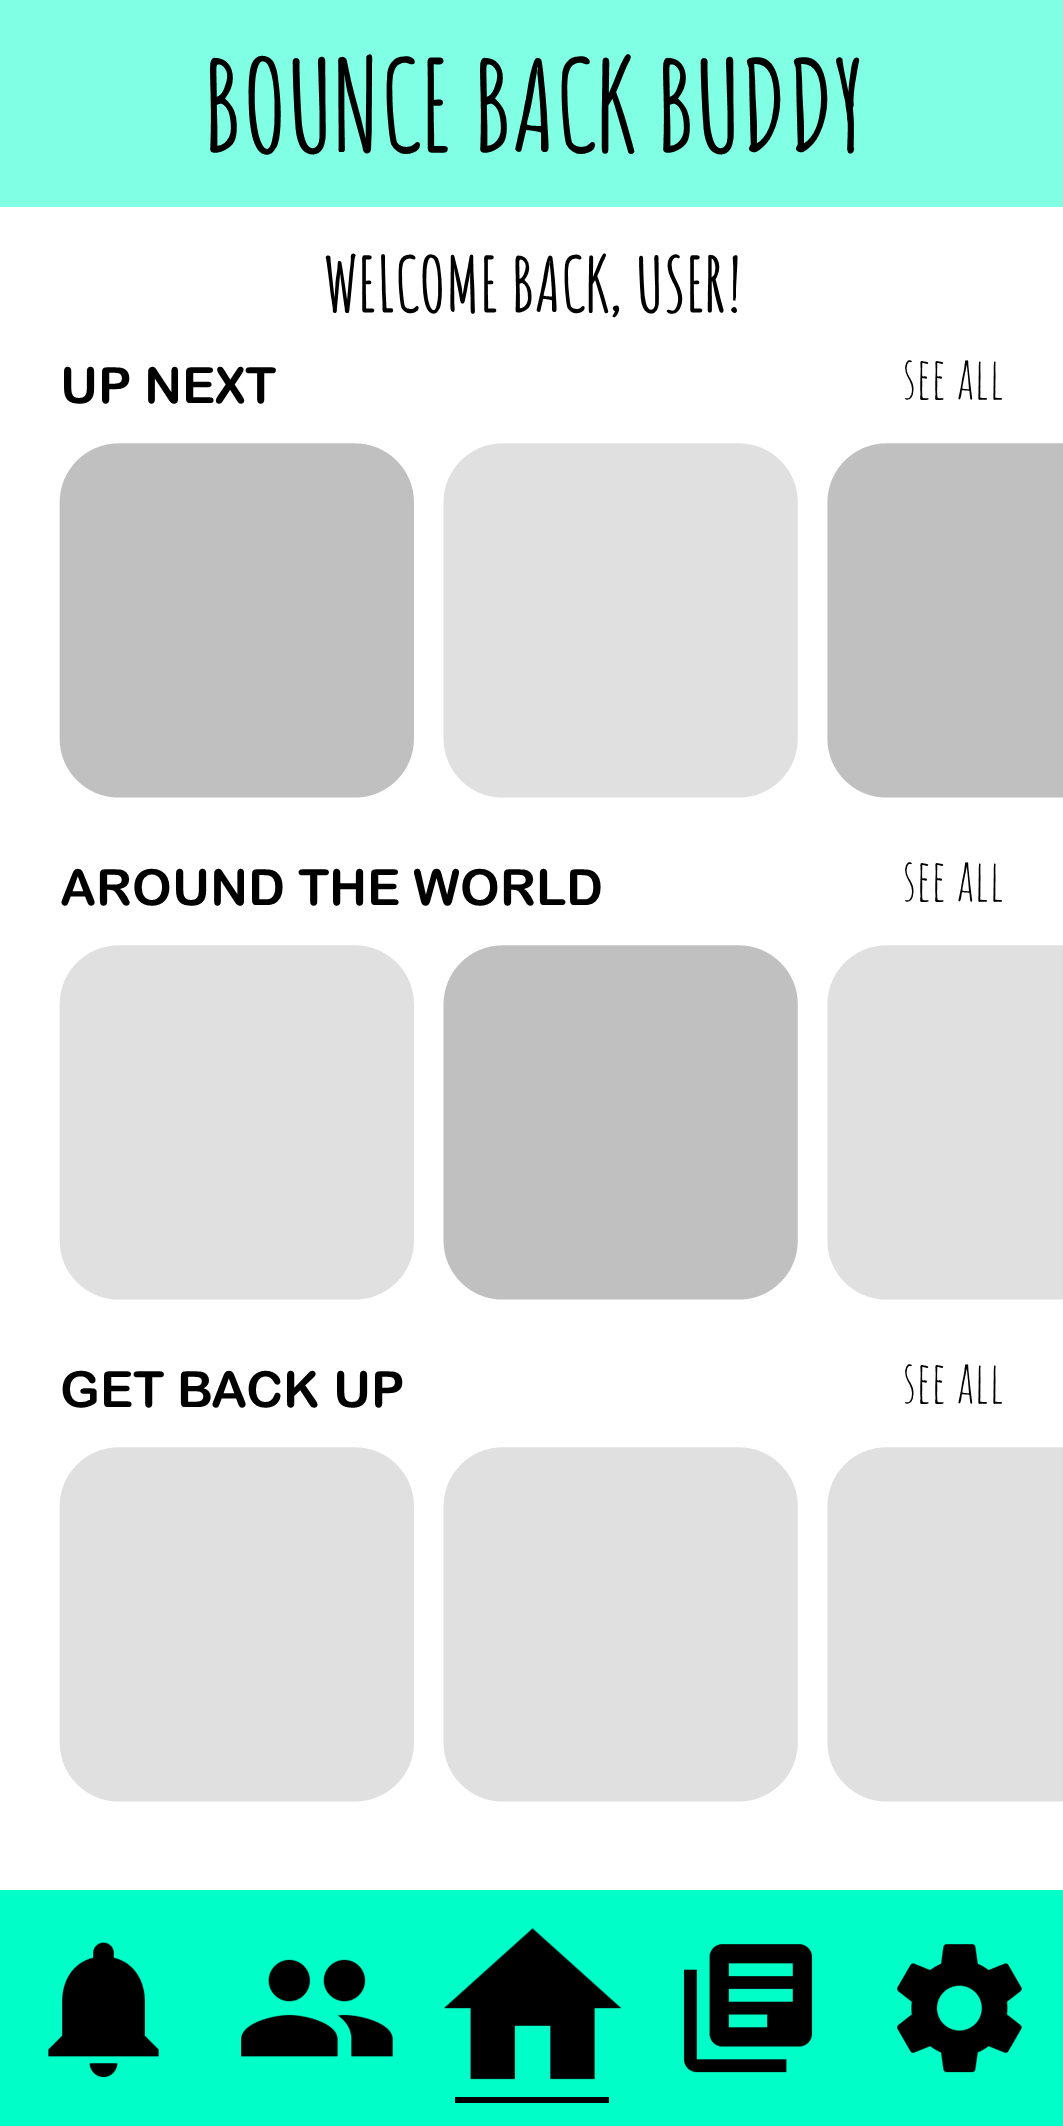 BOUNCE BACK BUDDY
WELCOME BACK, USER!
UP NEXT
SEE ALL
AROUND THE WORLD
SEE ALL
GET BACK UP
SEE ALL